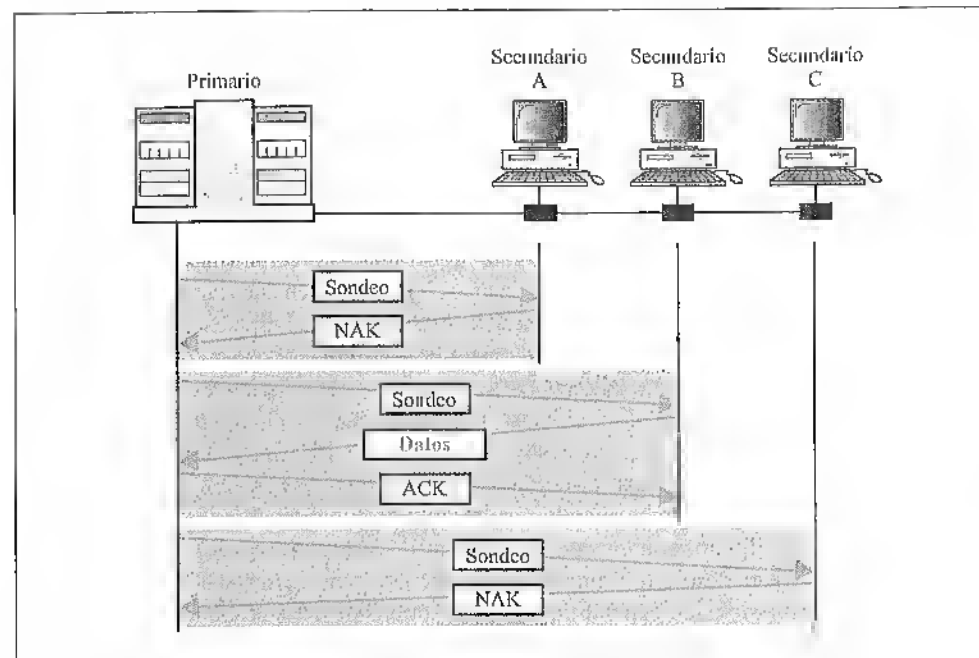 Primario
Secundario
A
Secundario
B
Secundario
C
Sondeo
NAK
Sondeo
Datos
ACK
Sondeo
NAK